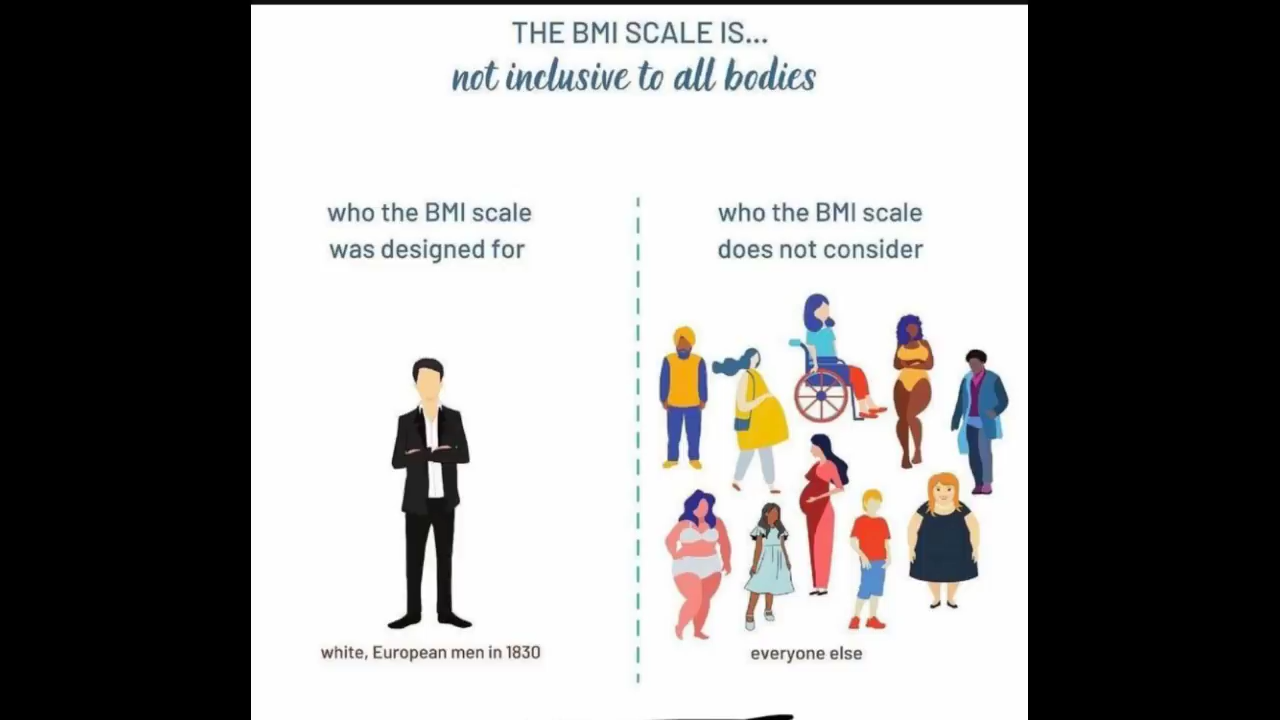 THE BMI SCALE IS...
not inclusive to all bodies
who the BMI scale
was designed for
who the BMI scale
does not consider
white, European men in 1830
everyone else